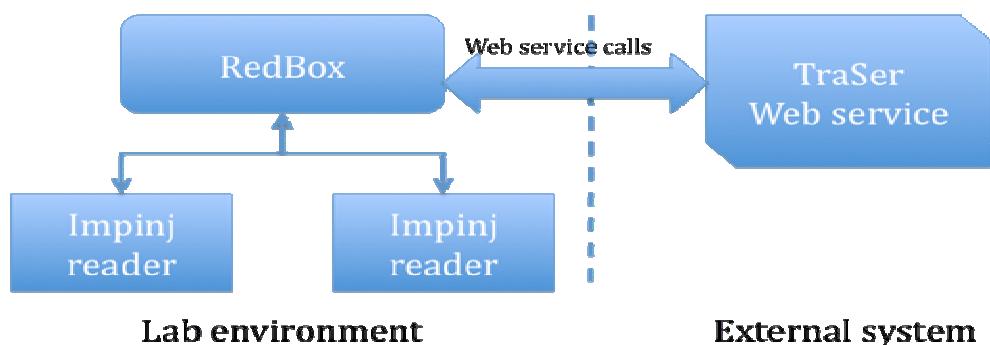 RedBox
Web service calls
TraSer
Web service
Impinj
reader
Impinj
reader
Lab environment
External system